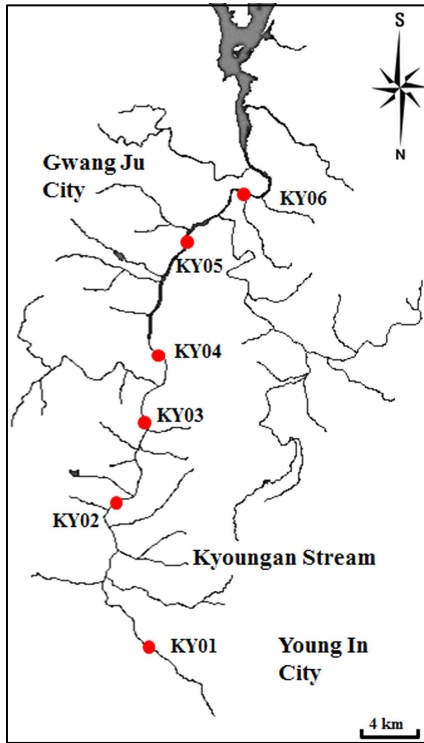 S
N
Gwang Ju
City
KY06
KY05
KY04
KY03
KY02
Kyoungan Stream
KY01
Young In
City
4 km